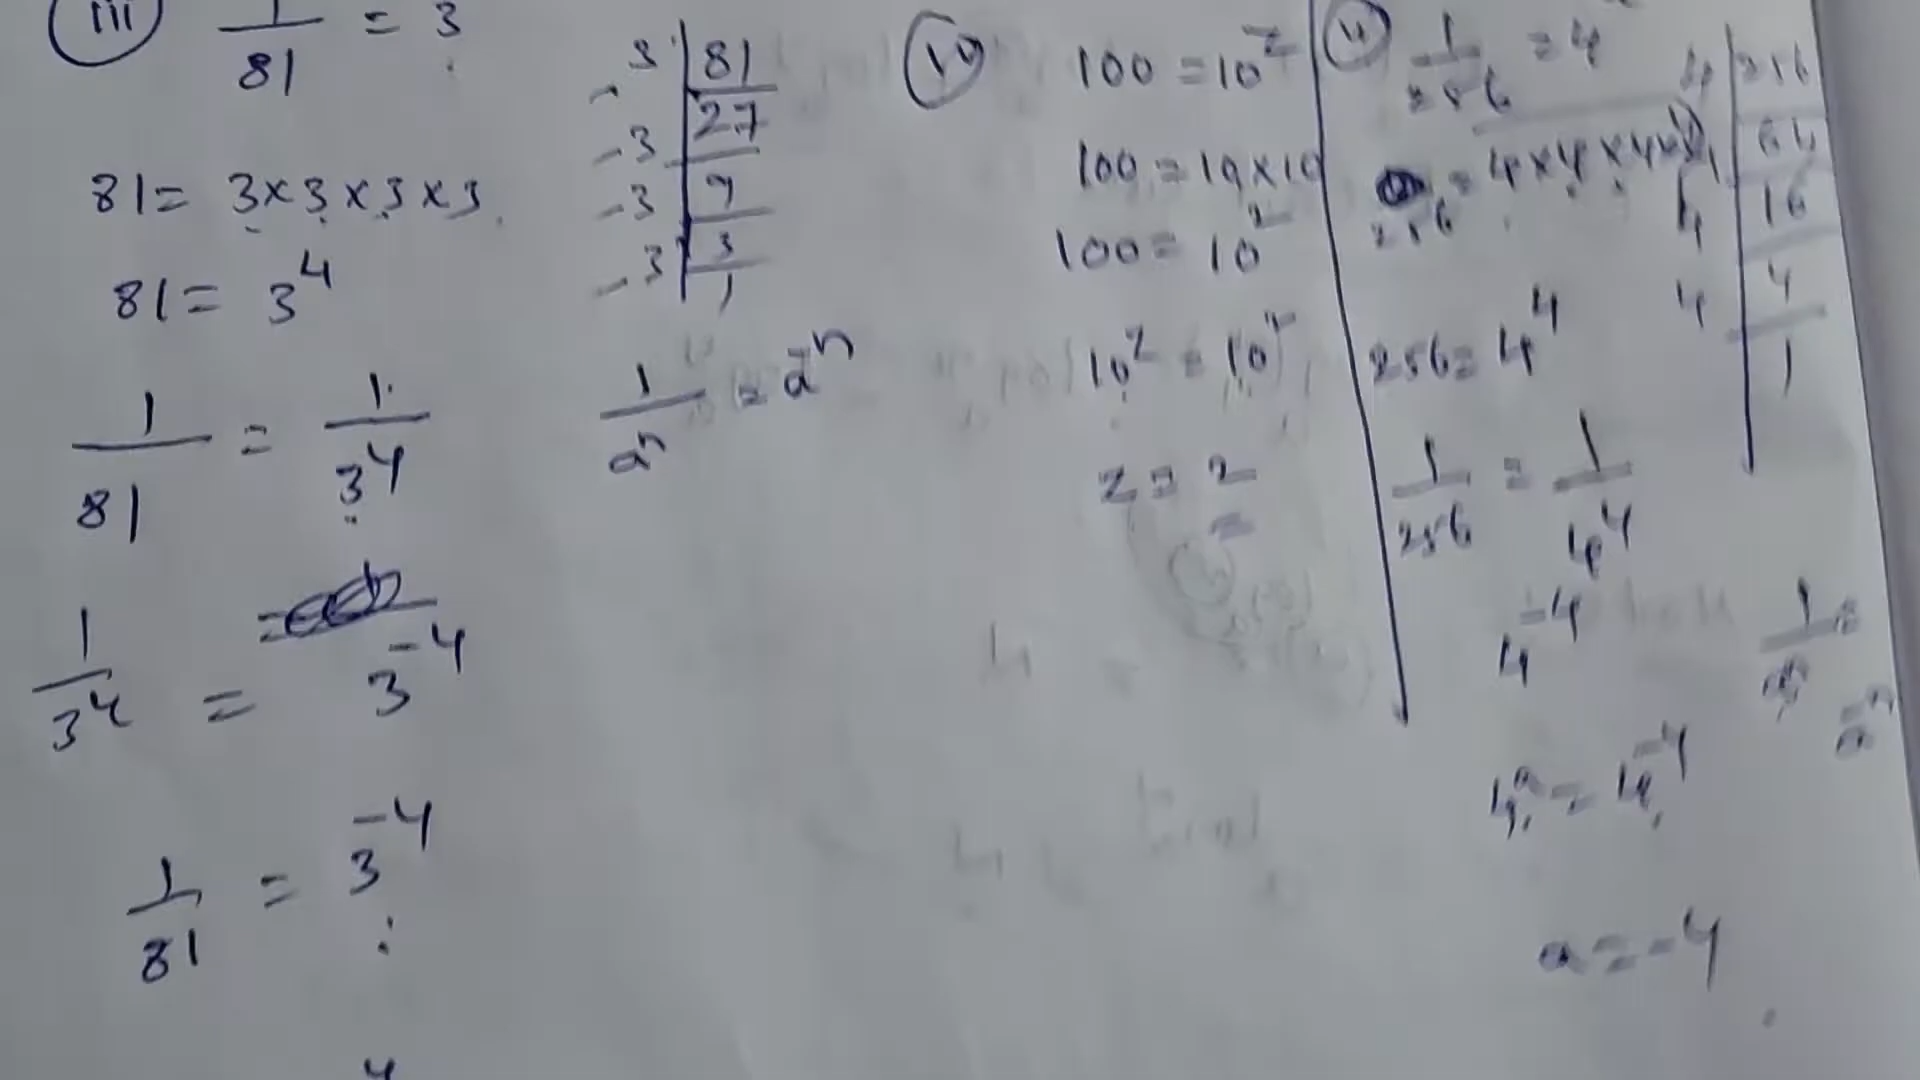 iii 1/81 = 3
81 = 3 × 3 × 3 × 3
81 = 3^4
1/81 = 1/3^4
1/3^4 = 3^-4
1/81 = 3^-4
4
3 | 81
3 | 27
3 | 9
3 | 3
1
1/a^n = a^-n
iv 100 = 10^z
100 = 10 × 10
100 = 10^2
10^z = 10^2
z = 2
1/256 = 4
256 = 4 × 4 × 4 ×
256 = 4^4
1/256 = 1/4^4
4^-4
4^a = 4^-4
a = -4
4 | 256
4 | 64
4 | 16
4 | 4
1